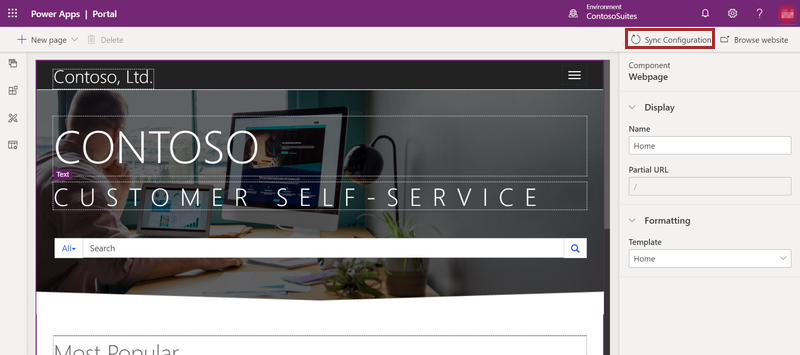 Power Apps | Portal
Environment
ContosoSuites
?
New page
Delete
Sync Configuration
Browse website
Contoso, Ltd.
CONTOSO
Text
CUSTOMER SELF-SERVICE
All
Search
Most Popular
Component
Webpage
Display
Name
Home
Partial URL
/
Formatting
Template
Home